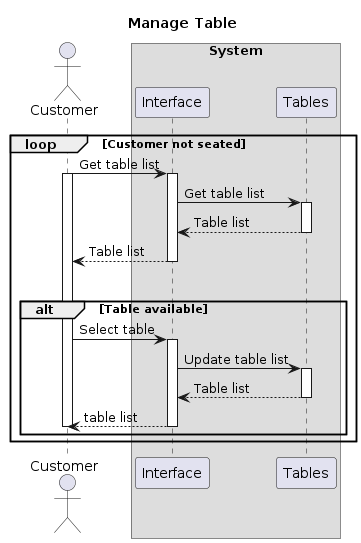 Manage Table
System
Customer
Interface
Tables
loop [Customer not seated]
Get table list
Get table list
Table list
Table list
alt [Table available]
Select table
Update table list
Table list
table list
Customer
Interface
Tables